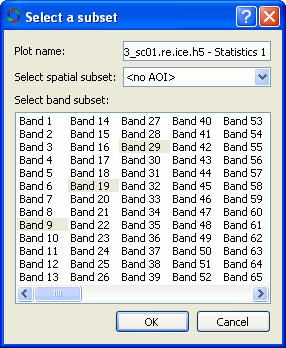 Select a subset
Plot name: 3_sc01.re.ice.h5 - Statistics 1
Select spatial subset: <no AOI>
Select band subset:
Band 1 Band 14 Band 27 Band 40 Band 53
Band 2 Band 15 Band 28 Band 41 Band 54
Band 3 Band 16 Band 29 Band 42 Band 55
Band 4 Band 17 Band 30 Band 43 Band 56
Band 5 Band 18 Band 31 Band 44 Band 57
Band 6 Band 19 Band 32 Band 45 Band 58
Band 7 Band 20 Band 33 Band 46 Band 59
Band 8 Band 21 Band 34 Band 47 Band 60
Band 9 Band 22 Band 35 Band 48 Band 61
Band 10 Band 23 Band 36 Band 49 Band 62
Band 11 Band 24 Band 37 Band 50 Band 63
Band 12 Band 25 Band 38 Band 51 Band 64
Band 13 Band 26 Band 39 Band 52 Band 65
OK Cancel